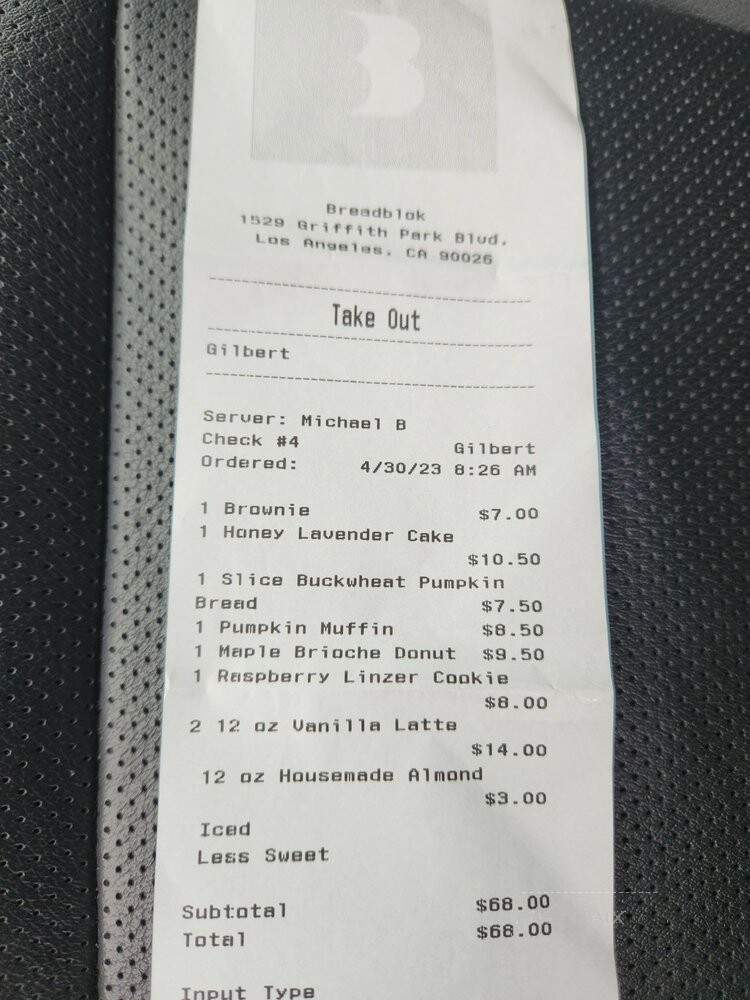 B
Breadblok
1529 Griffith Park Blvd.
Los Angeles, CA 90026
Take Out
Gilbert
Server: Michael B
Check #4 Gilbert
Ordered: 4/30/23 8:26 AM
1 Brownie $7.00
1 Honey Lavender Cake
$10.50
1 Slice Buckwheat Pumpkin
Bread $7.50
1 Pumpkin Muffin $8.50
1 Maple Brioche Donut $9.50
1 Raspberry Linzer Cookie
$8.00
2 12 oz Vanilla Latte
$14.00
12 oz Housemade Almond
$3.00
Iced
Less Sweet
Subtotal $68.00
Total $68.00
Input Type